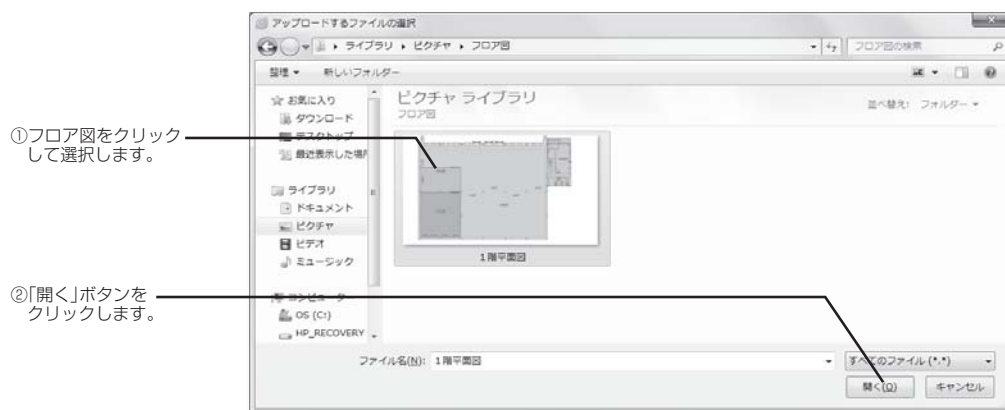 アップロードするファイルの選択
ライブラリ ▸ ピクチャ ▸ フロア図
フロア図の検索
整理 ▼ 新しいフォルダー
①フロア図をクリック
して選択します。
お気に入り
ダウンロード
デスクトップ
最近表示した場所
ライブラリ
ドキュメント
ピクチャ
ビデオ
ミュージック
ピクチャ ライブラリ
フロア図
並べ替え: フォルダー ▼
1階平面図
②「開く」ボタンを
クリックします。
コンピューター
OS (C:)
HP_RECOVERY
ファイル名(N): 1階平面図
すべてのファイル (*.*)
開く(O) キャンセル